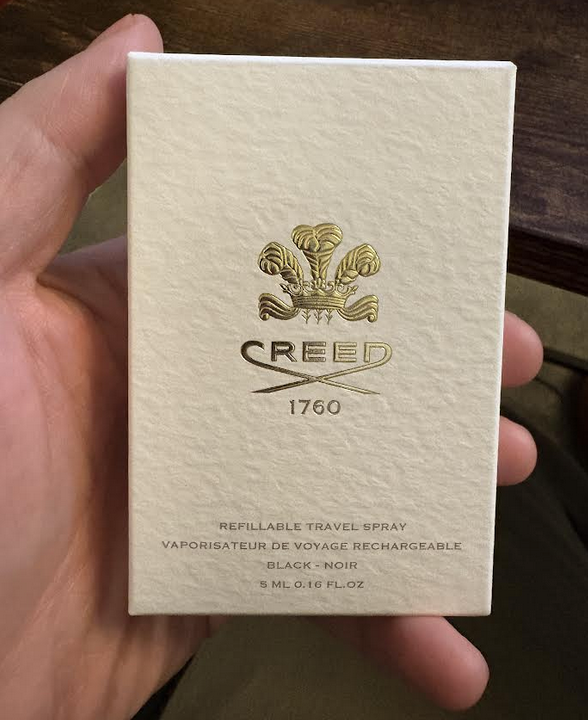 CREED
1760
REFILLABLE TRAVEL SPRAY
VAPORISATEUR DE VOYAGE RECHARGEABLE
BLACK - NOIR
5 ML 0.16 FL.OZ